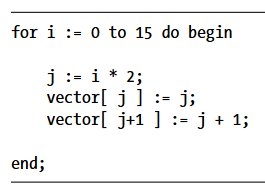 for i := 0 to 15 do begin
j := i * 2;
vector[ j ] := j;
vector[ j+1 ] := j + 1;
end;